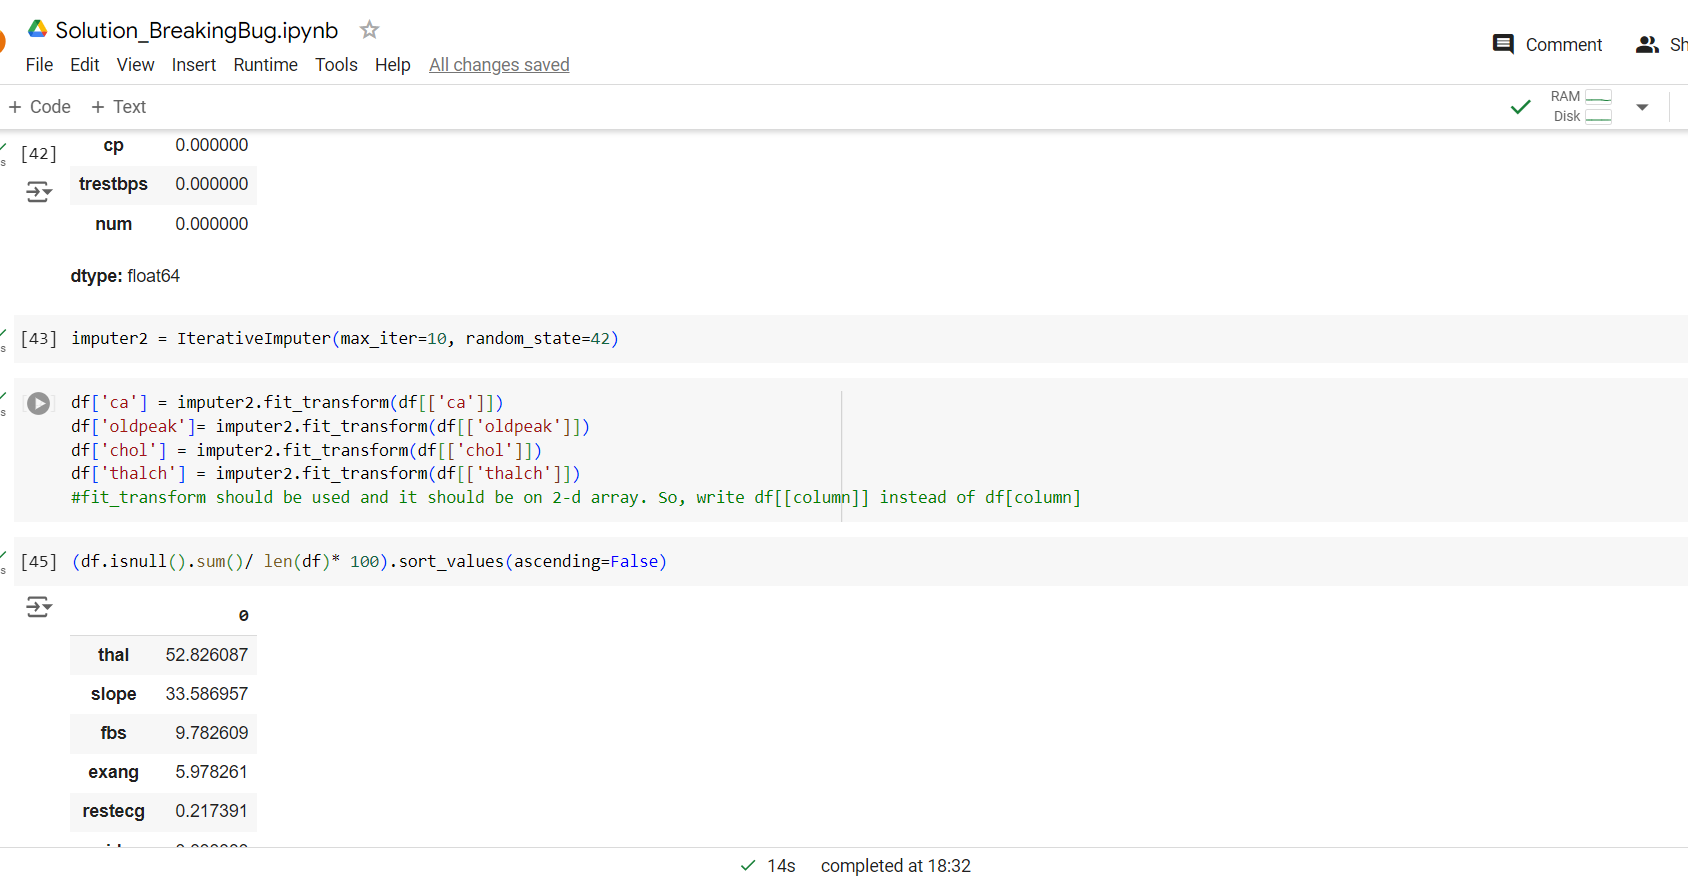 Solution_BreakingBug.ipynb
File Edit View Insert Runtime Tools Help All changes saved
Comment
+ Code + Text
RAM
Disk
[42]
cp 0.000000
trestbps 0.000000
num 0.000000
dtype: float64
[43] imputer2 = IterativeImputer(max_iter=10, random_state=42)
df['ca'] = imputer2.fit_transform(df[['ca']])
df['oldpeak']= imputer2.fit_transform(df[['oldpeak']])
df['chol'] = imputer2.fit_transform(df[['chol']])
df['thalch'] = imputer2.fit_transform(df[['thalch']])
#fit_transform should be used and it should be on 2-d array. So, write df[[column]] instead of df[column]
[45] (df.isnull().sum()/ len(df)* 100).sort_values(ascending=False)
0
thal 52.826087
slope 33.586957
fbs 9.782609
exang 5.978261
restecg 0.217391
14s completed at 18:32